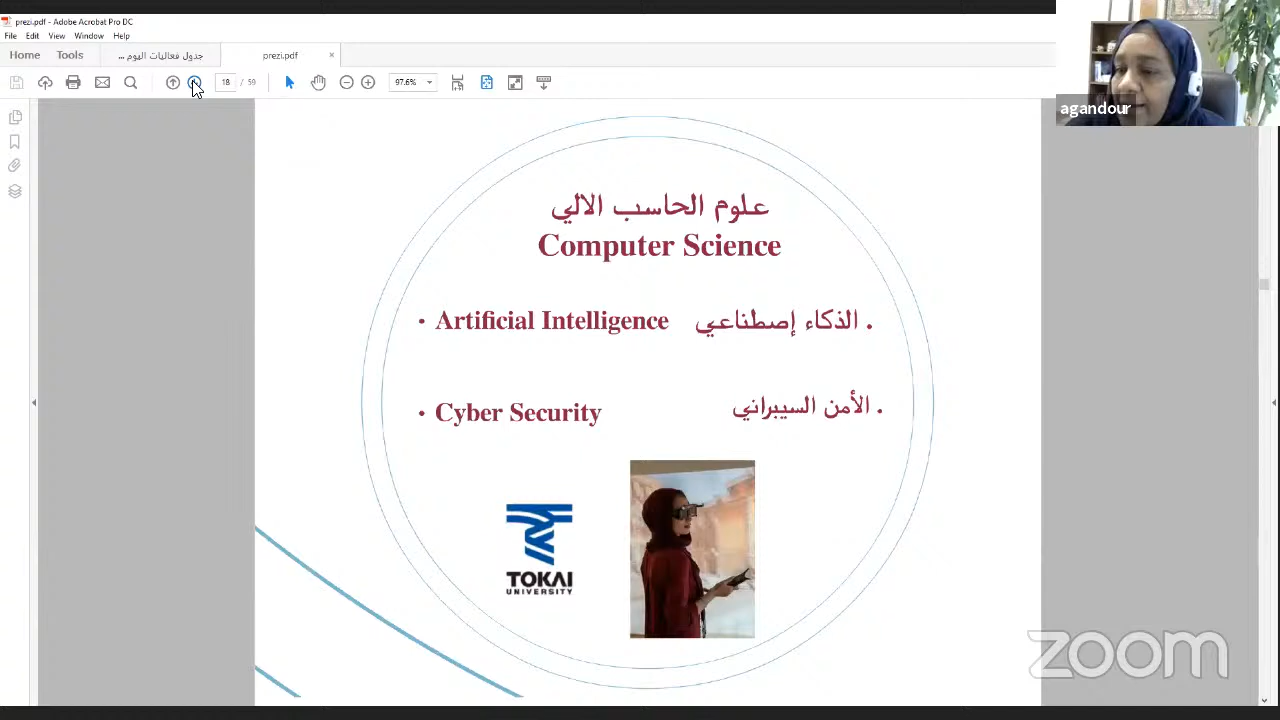 prezi.pdf - Adobe Acrobat Pro DC
File Edit View Window Help
Home Tools جدول فعاليات اليوم ... prezi.pdf ×
18 / 59 97.6%
agandour
علوم الحاسب الالي
Computer Science
• Artificial Intelligence . الذكاء إصطناعي
• Cyber Security . الأمن السيبراني
TOKAI
UNIVERSITY
zoom